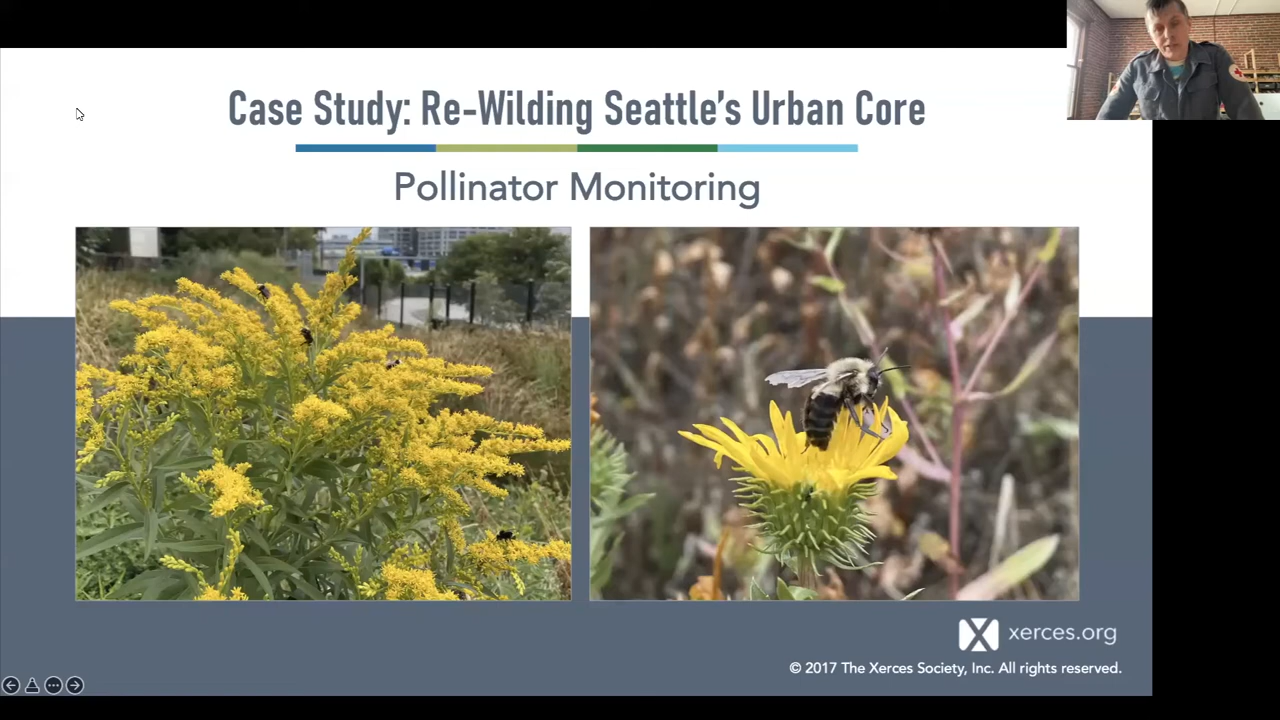 Case Study: Re-Wilding Seattle's Urban Core
Pollinator Monitoring
xerces.org
© 2017 The Xerces Society, Inc. All rights reserved.